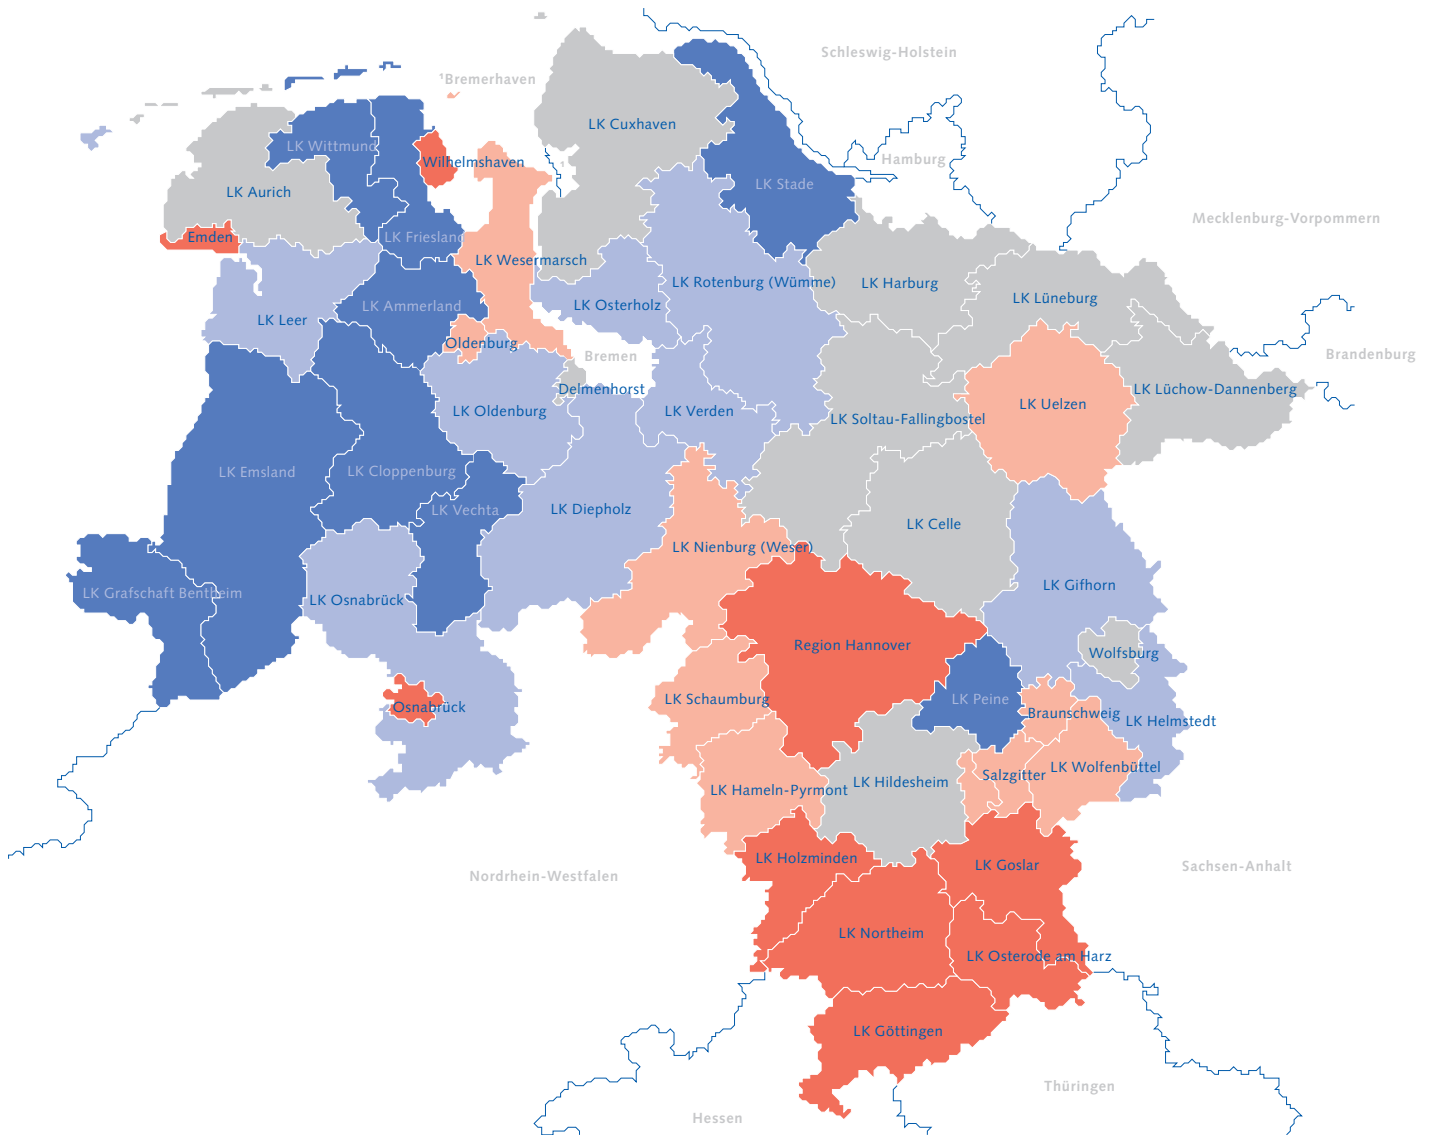 Schleswig-Holstein
¹Bremerhaven
LK Cuxhaven
LK Wittmund
Hamburg
Wilhelmshaven
1
LK Stade
LK Aurich
Mecklenburg-Vorpommern
Emden
LK Friesland
LK Wesermarsch
LK Rotenburg (Wümme)
LK Harburg
LK Lüneburg
LK Ammerland
LK Osterholz
LK Leer
Oldenburg
Bremen
Brandenburg
Delmenhorst
LK Lüchow-Dannenberg
LK Uelzen
LK Oldenburg
LK Verden
LK Soltau-Fallingbostel
LK Emsland
LK Cloppenburg
LK Vechta
LK Diepholz
LK Celle
LK Nienburg (Weser)
LK Gifhorn
LK Grafschaft Bentheim
LK Osnabrück
Region Hannover
Wolfsburg
LK Schaumburg
LK Peine
Osnabrück
Braunschweig
LK Helmstedt
LK Wolfenbüttel
Salzgitter
LK Hildesheim
LK Hameln-Pyrmont
LK Holzminden
LK Goslar
Sachsen-Anhalt
Nordrhein-Westfalen
LK Northeim
LK Osterode am Harz
LK Göttingen
Thüringen
Hessen